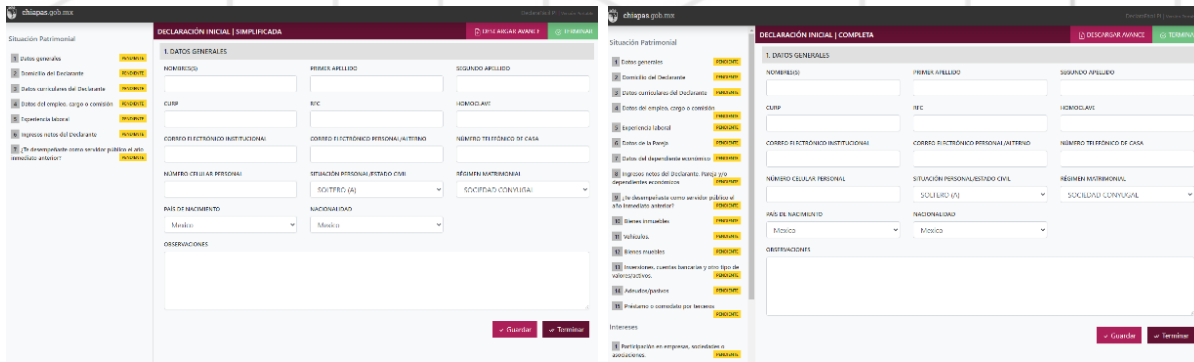 chiapas.gob.mx
DECLARACIÓN INICIAL | SIMPLIFICADA
DESCARGAR AVANCE
TERMINAR
Situación Patrimonial
1 Datos generales PENDIENTE
2 Domicilio del Declarante PENDIENTE
3 Datos curriculares del Declarante PENDIENTE
4 Datos del empleo, cargo o comisión PENDIENTE
5 Experiencia laboral PENDIENTE
6 Ingresos netos del Declarante PENDIENTE
7 ¿Te desempeñaste como servidor público el año
inmediato anterior? PENDIENTE
1. DATOS GENERALES
NOMBRES(S) PRIMER APELLIDO SEGUNDO APELLIDO
CURP RFC HOMOCLAVE
CORREO ELECTRÓNICO INSTITUCIONAL CORREO ELECTRÓNICO PERSONAL/ALTERNO NÚMERO TELEFÓNICO DE CASA
NÚMERO CELULAR PERSONAL SITUACIÓN PERSONAL/ESTADO CIVIL RÉGIMEN MATRIMONIAL
SOLTERO (A) SOCIEDAD CONYUGAL
PAÍS DE NACIMIENTO NACIONALIDAD
Mexico Mexico
OBSERVACIONES
Guardar Terminar
chiapas.gob.mx
DECLARACIÓN INICIAL | COMPLETA
DESCARGAR AVANCE
TERMINAR
Situación Patrimonial
1 Datos generales PENDIENTE
2 Domicilio del Declarante PENDIENTE
3 Datos curriculares del Declarante PENDIENTE
4 Datos del empleo, cargo o comisión
PENDIENTE
5 Experiencia laboral PENDIENTE
6 Datos de la Pareja PENDIENTE
7 Datos del dependiente económico PENDIENTE
8 Ingresos netos del Declarante, Pareja y/o
dependientes económicos PENDIENTE
9 ¿Te desempeñaste como servidor público el
año inmediato anterior? PENDIENTE
10 Bienes inmuebles PENDIENTE
11 Vehículos. PENDIENTE
12 Bienes muebles PENDIENTE
13 Inversiones, cuentas bancarias y otro tipo de
valores/activos. PENDIENTE
14 Adeudos/pasivos PENDIENTE
15 Préstamo o comodato por terceros
PENDIENTE
Intereses
1 Participación en empresas, sociedades o
asociaciones. PENDIENTE
1. DATOS GENERALES
NOMBRES(S) PRIMER APELLIDO SEGUNDO APELLIDO
CURP RFC HOMOCLAVE
CORREO ELECTRÓNICO INSTITUCIONAL CORREO ELECTRÓNICO PERSONAL/ALTERNO NÚMERO TELEFÓNICO DE CASA
NÚMERO CELULAR PERSONAL SITUACIÓN PERSONAL/ESTADO CIVIL RÉGIMEN MATRIMONIAL
SOLTERO (A) SOCIEDAD CONYUGAL
PAÍS DE NACIMIENTO NACIONALIDAD
Mexico Mexico
OBSERVACIONES
Guardar Terminar